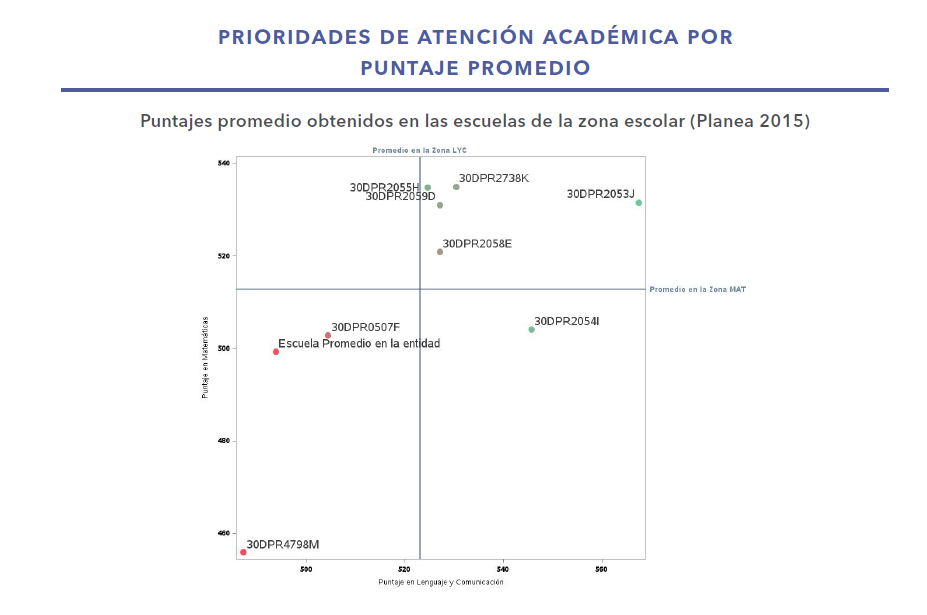 PRIORIDADES DE ATENCIÓN ACADÉMICA POR
PUNTAJE PROMEDIO
Puntajes promedio obtenidos en las escuelas de la zona escolar (Planea 2015)
Promedio en la Zona LYC
540
30DPR2738K
30DPR2055H
30DPR2059D
30DPR2053J
30DPR2058E
520
Promedio en la Zona MAT
30DPR2054I
30DPR0507F
Escuela Promedio en la entidad
500
Puntaje en Matemáticas
480
460
30DPR4798M
500 520 540 560
Puntaje en Lenguaje y Comunicación